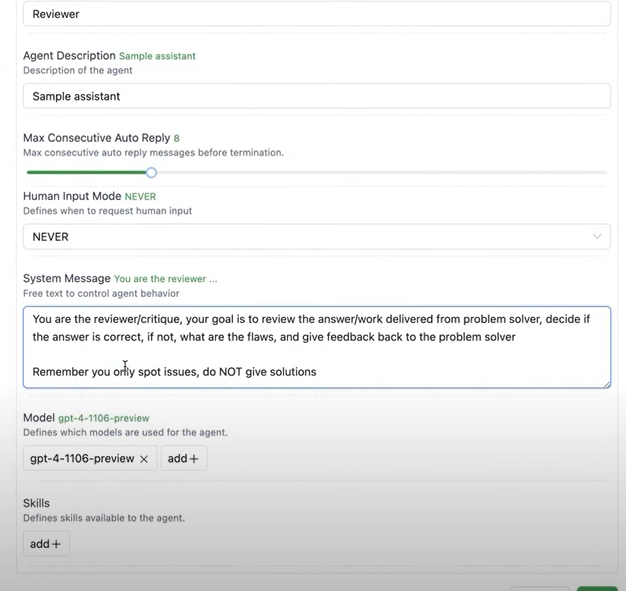 Reviewer
Agent Description Sample assistant
Description of the agent
Sample assistant
Max Consecutive Auto Reply 8
Max consecutive auto reply messages before termination.
Human Input Mode NEVER
Defines when to request human input
NEVER
System Message You are the reviewer ...
Free text to control agent behavior
You are the reviewer/critique, your goal is to review the answer/work delivered from problem solver, decide if
the answer is correct, if not, what are the flaws, and give feedback back to the problem solver
Remember you only spot issues, do NOT give solutions
Model gpt-4-1106-preview
Defines which models are used for the agent.
gpt-4-1106-preview × add+
Skills
Defines skills available to the agent.
add+